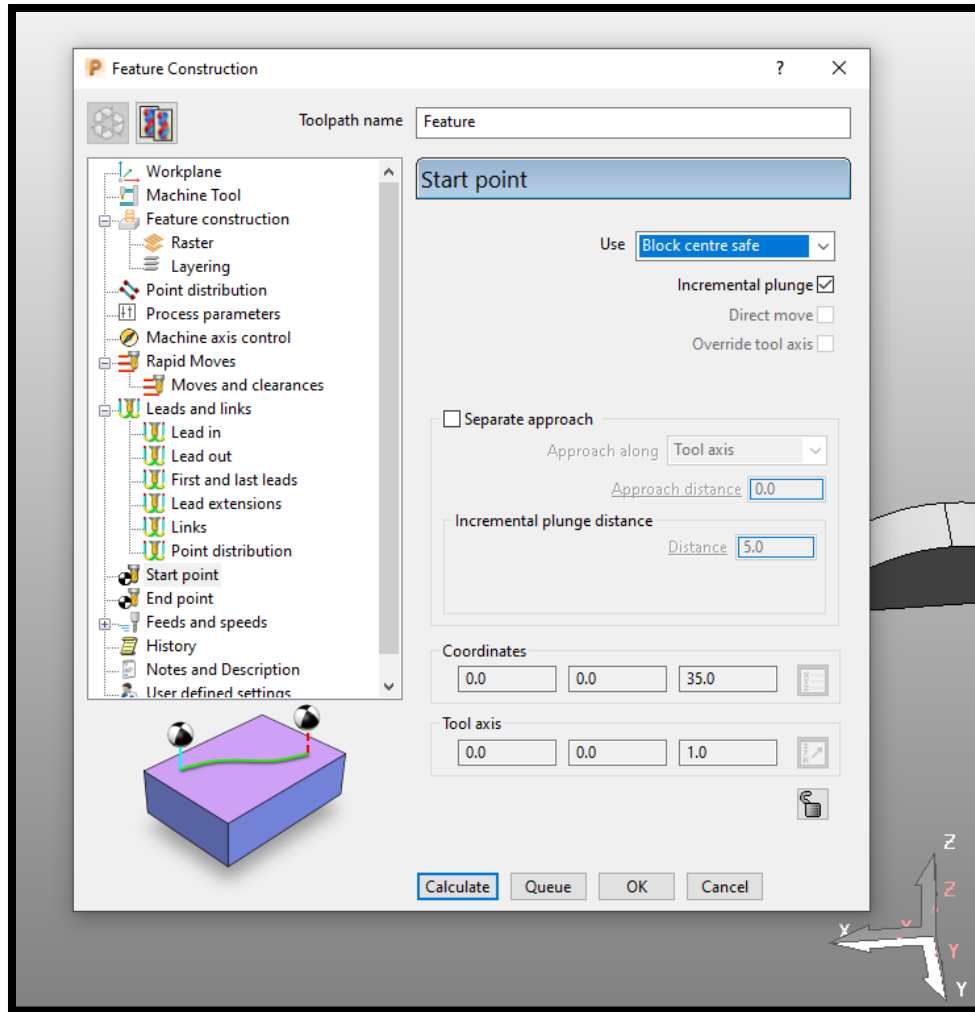 Feature Construction
? X
Toolpath name Feature
Workplane
Machine Tool
Feature construction
Raster
Layering
Point distribution
Process parameters
Machine axis control
Rapid Moves
Moves and clearances
Leads and links
Lead in
Lead out
First and last leads
Lead extensions
Links
Point distribution
Start point
End point
Feeds and speeds
History
Notes and Description
User defined settings
Start point
Use Block centre safe
Incremental plunge
Direct move
Override tool axis
Separate approach
Approach along Tool axis
Approach distance 0.0
Incremental plunge distance
Distance 5.0
Coordinates
0.0 0.0 35.0
Tool axis
0.0 0.0 1.0
Calculate Queue OK Cancel
Z
Z
X X
Y
Y